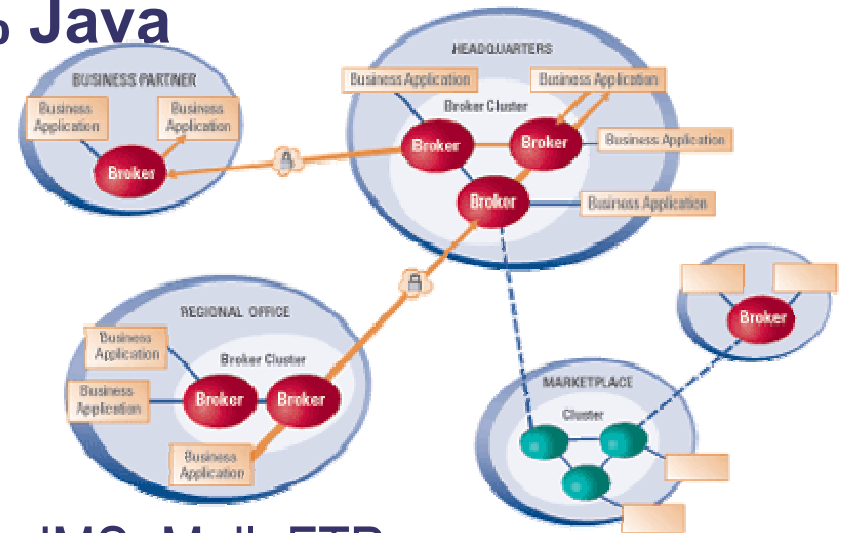 % Java
HEADQUARTERS
BUSINESS PARTNER
Business Application
Business Application
Business
Application
Business
Application
Broker Cluster
Broker
Broker
Business Application
Broker
Broker
Business Application
REGIONAL OFFICE
Business
Application
Broker Cluster
Broker
Business
Application
Broker
Broker
MARKETPLACE
Cluster
Business
Application